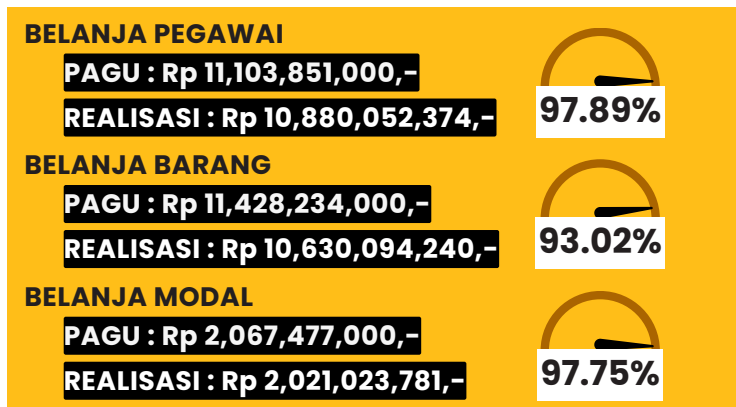 BELANJA PEGAWAI
PAGU : Rp 11,103,851,000,-
REALISASI : Rp 10,880,052,374,-
97.89%
BELANJA BARANG
PAGU : Rp 11,428,234,000,-
REALISASI : Rp 10,630,094,240,-
93.02%
BELANJA MODAL
PAGU : Rp 2,067,477,000,-
REALISASI : Rp 2,021,023,781,-
97.75%